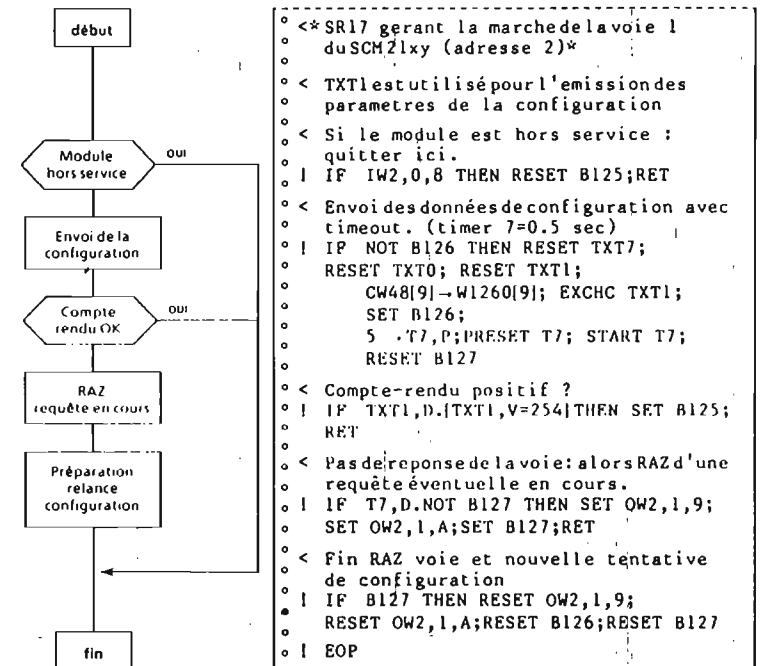 début
Module
hors service
oui
Envoi de la
configuration
Compte
rendu OK
oui
RAZ
requête en cours
Préparation
relance
configuration
fin
<* SR17 gerant la marche de la voie 1
du SCM21xy (adresse 2)*
< TXT1 est utilisé pour l'emission des
parametres de la configuration
< Si le module est hors service :
quitter ici.
! IF IW2,0,8 THEN RESET B125;RET
< Envoi des données de configuration avec
timeout. (timer 7=0.5 sec)
! IF NOT B126 THEN RESET TXT7;
RESET TXT0; RESET TXT1;
CW48[9]→W1260[9]; EXCHC TXT1;
SET B126;
5 →T7,P;PRESET T7; START T7;
RESET B127
< Compte-rendu positif ?
! IF TXT1,D.[TXT1,V=254]THEN SET B125;
RET
< Pas de reponse de la voie: alors RAZ d'une
requête éventuelle en cours.
! IF T7,D.NOT B127 THEN SET OW2,1,9;
SET OW2,1,A;SET B127;RET
< Fin RAZ voie et nouvelle tentative
de configuration
! IF B127 THEN RESET OW2,1,9;
RESET OW2,1,A;RESET B126;RESET B127
! EOP